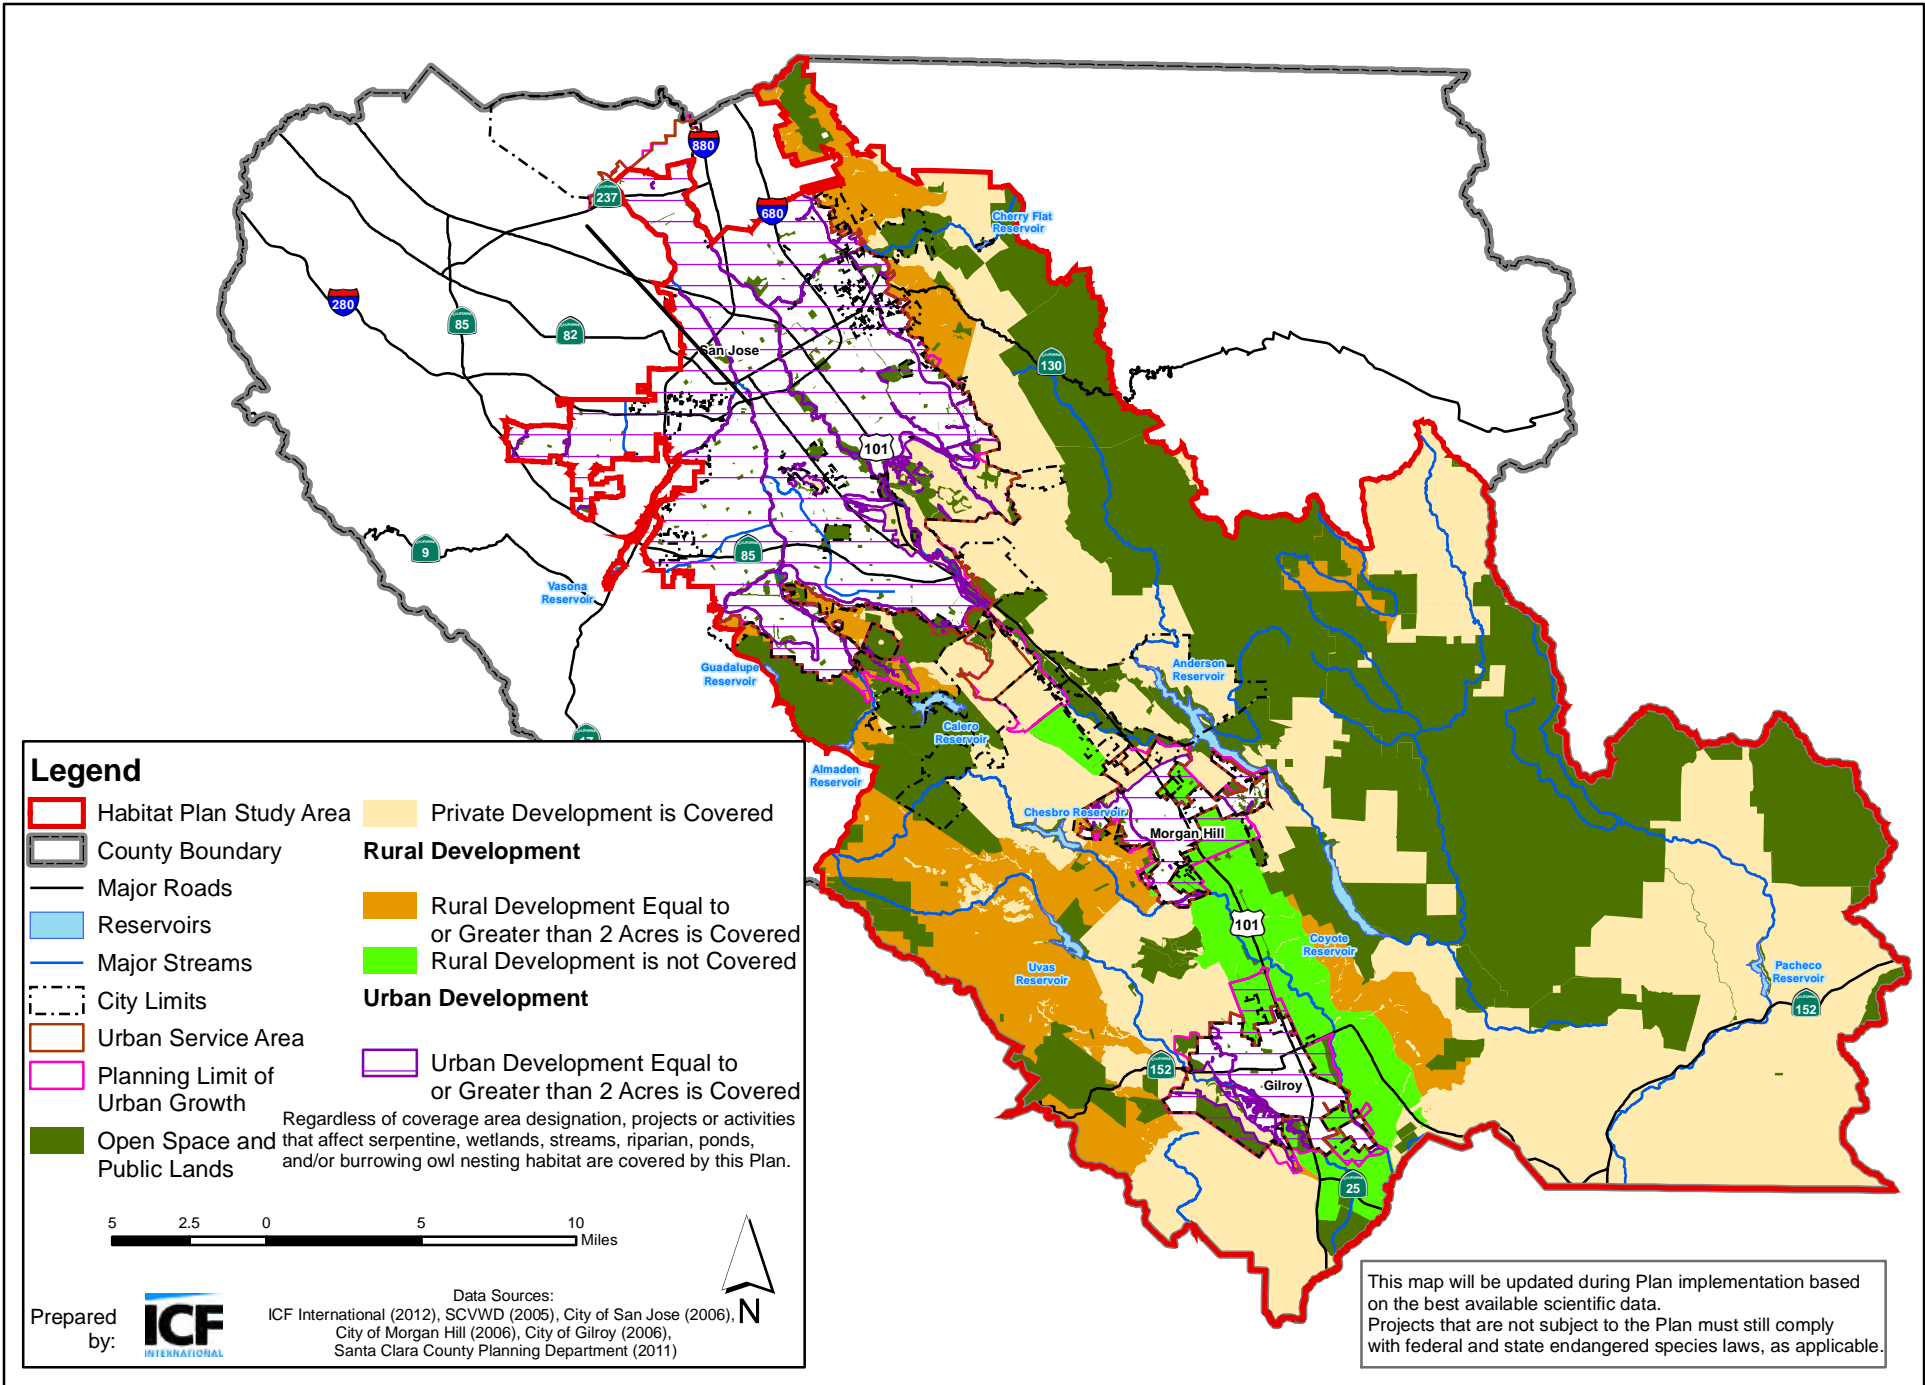 880
237
680
Cherry Flat
Reservoir
280
85
82
San Jose
130
101
9
85
Vasona
Reservoir
Guadalupe
Reservoir
Anderson
Reservoir
Calero
Reservoir
17
Almaden
Reservoir
Chesbro Reservoir
Morgan Hill
101
Coyote
Reservoir
Uvas
Reservoir
Pacheco
Reservoir
152
152
Gilroy
25
Legend
Habitat Plan Study Area
County Boundary
Major Roads
Reservoirs
Major Streams
City Limits
Urban Service Area
Planning Limit of
Urban Growth
Open Space and
Public Lands
Private Development is Covered
Rural Development
Rural Development Equal to
or Greater than 2 Acres is Covered
Rural Development is not Covered
Urban Development
Urban Development Equal to
or Greater than 2 Acres is Covered
Regardless of coverage area designation, projects or activities
that affect serpentine, wetlands, streams, riparian, ponds,
and/or burrowing owl nesting habitat are covered by this Plan.
5 2.5 0 5 10
Miles
N
Prepared
by:
ICF
INTERNATIONAL
Data Sources:
ICF International (2012), SCVWD (2005), City of San Jose (2006),
City of Morgan Hill (2006), City of Gilroy (2006),
Santa Clara County Planning Department (2011)
This map will be updated during Plan implementation based
on the best available scientific data.
Projects that are not subject to the Plan must still comply
with federal and state endangered species laws, as applicable.